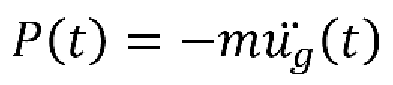 P(t) = −mü_g(t)